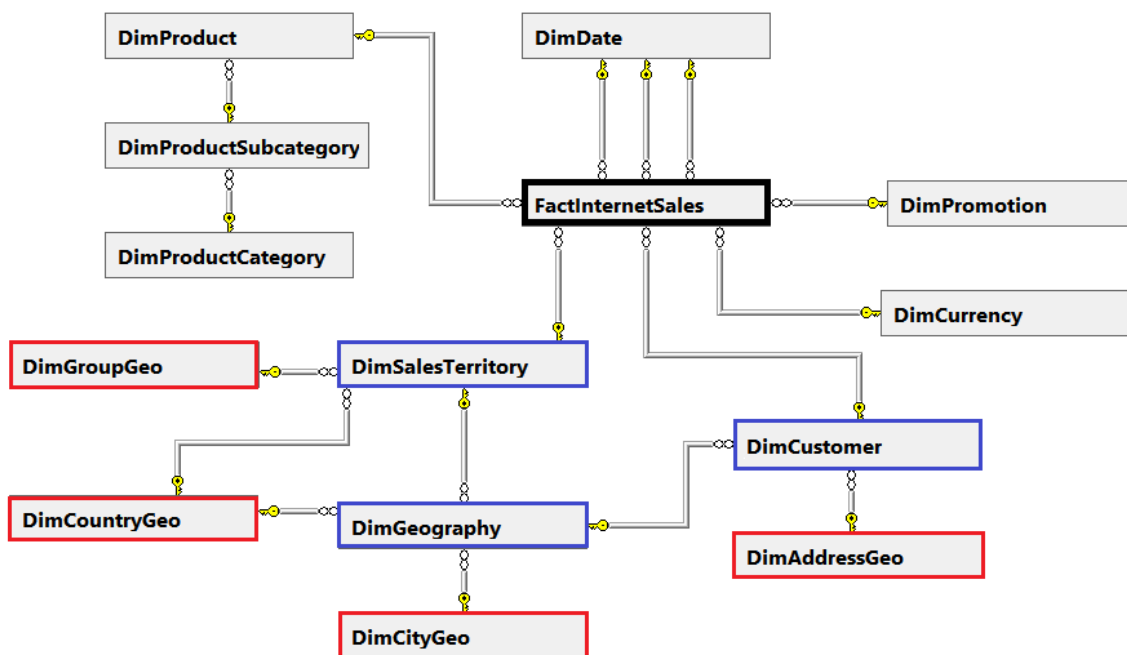 DimProduct
DimDate
DimProductSubcategory
FactInternetSales
DimPromotion
DimProductCategory
DimCurrency
DimGroupGeo
DimSalesTerritory
DimCustomer
DimCountryGeo
DimGeography
DimAddressGeo
DimCityGeo